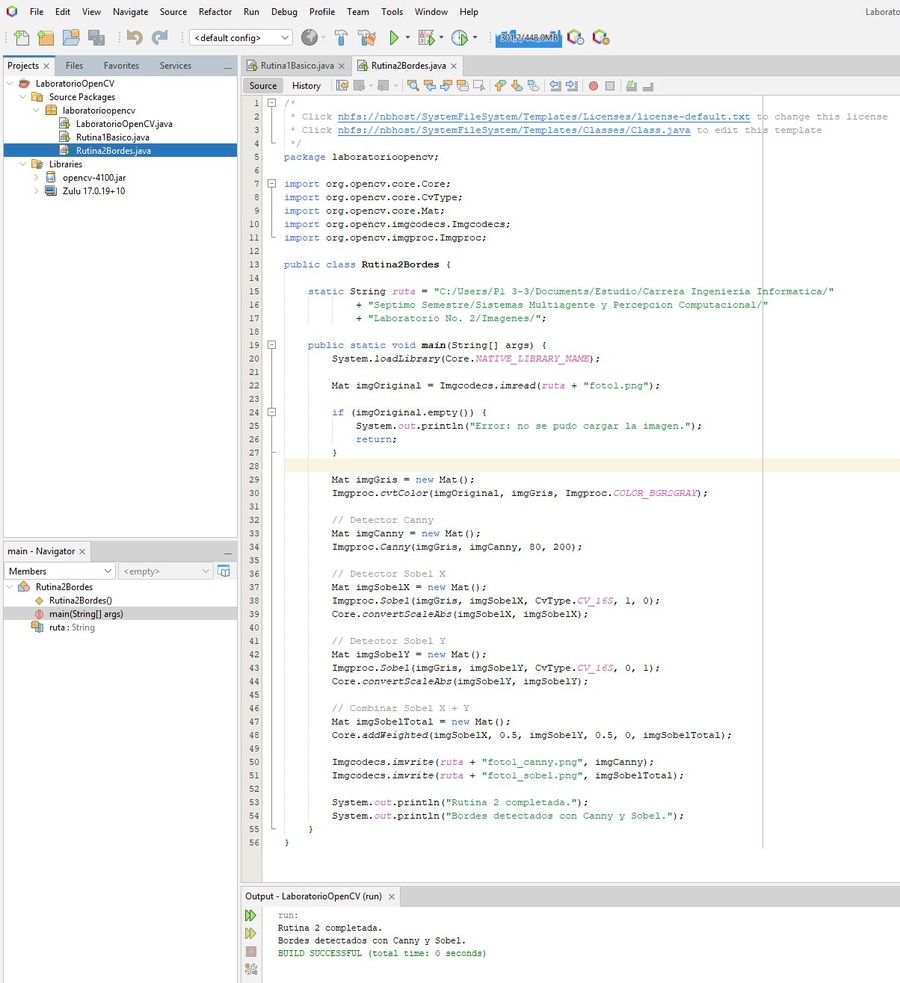 File Edit View Navigate Source Refactor Run Debug Profile Team Tools Window Help
<default config>
301,2/448,0MB
Projects Files Favorites Services
LaboratorioOpenCV
Source Packages
laboratorioopencv
LaboratorioOpenCV.java
Rutina1Basico.java
Rutina2Bordes.java
Libraries
opencv-4100.jar
Zulu 17.0.19+10
main - Navigator
Members <empty>
Rutina2Bordes
Rutina2Bordes()
main(String[] args)
ruta : String
Rutina1Basico.java Rutina2Bordes.java
Source History
1 /*
2 * Click nbfs://nbhost/SystemFileSystem/Templates/Licenses/license-default.txt to change this license
3 * Click nbfs://nbhost/SystemFileSystem/Templates/Classes/Class.java to edit this template
4 */
5 package laboratorioopencv;
6
7 import org.opencv.core.Core;
8 import org.opencv.core.CvType;
9 import org.opencv.core.Mat;
10 import org.opencv.imgcodecs.Imgcodecs;
11 import org.opencv.imgproc.Imgproc;
12
13 public class Rutina2Bordes {
14
15 static String ruta = "C:/Users/Pl 3-3/Documents/Estudio/Carrera Ingenieria Informatica/"
16 + "Septimo Semestre/Sistemas Multiagente y Percepcion Computacional/"
17 + "Laboratorio No. 2/Imagenes/";
18
19 public static void main(String[] args) {
20 System.loadLibrary(Core.NATIVE_LIBRARY_NAME);
21
22 Mat imgOriginal = Imgcodecs.imread(ruta + "foto1.png");
23
24 if (imgOriginal.empty()) {
25 System.out.println("Error: no se pudo cargar la imagen.");
26 return;
27 }
28
29 Mat imgGris = new Mat();
30 Imgproc.cvtColor(imgOriginal, imgGris, Imgproc.COLOR_BGR2GRAY);
31
32 // Detector Canny
33 Mat imgCanny = new Mat();
34 Imgproc.Canny(imgGris, imgCanny, 80, 200);
35
36 // Detector Sobel X
37 Mat imgSobelX = new Mat();
38 Imgproc.Sobel(imgGris, imgSobelX, CvType.CV_16S, 1, 0);
39 Core.convertScaleAbs(imgSobelX, imgSobelX);
40
41 // Detector Sobel Y
42 Mat imgSobelY = new Mat();
43 Imgproc.Sobel(imgGris, imgSobelY, CvType.CV_16S, 0, 1);
44 Core.convertScaleAbs(imgSobelY, imgSobelY);
45
46 // Combinar Sobel X + Y
47 Mat imgSobelTotal = new Mat();
48 Core.addWeighted(imgSobelX, 0.5, imgSobelY, 0.5, 0, imgSobelTotal);
49
50 Imgcodecs.imwrite(ruta + "foto1_canny.png", imgCanny);
51 Imgcodecs.imwrite(ruta + "foto1_sobel.png", imgSobelTotal);
52
53 System.out.println("Rutina 2 completada.");
54 System.out.println("Bordes detectados con Canny y Sobel.");
55 }
56 }
Output - LaboratorioOpenCV (run)
run:
Rutina 2 completada.
Bordes detectados con Canny y Sobel.
BUILD SUCCESSFUL (total time: 0 seconds)